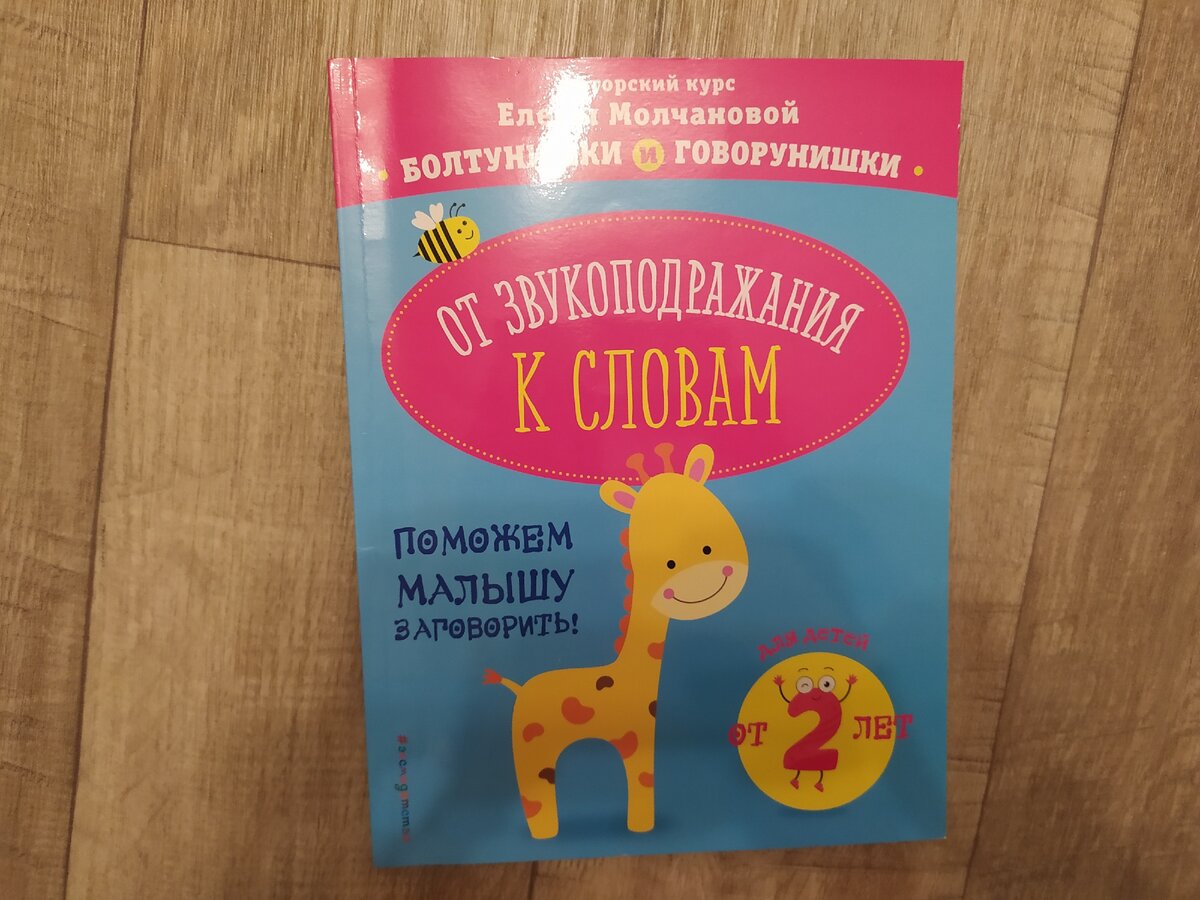 курс
Молчановой
и ГОВОРУНИШКИ
ОТ ЗВУКОПОДРАЖАНИЯ
К СЛОВАМ
ПОМОЖЕМ
МАЛЫШУ
ЗАГОВОРИТЬ!
ДЛЯ ДЕТЕЙ
ОТ 2 ЛЕТ